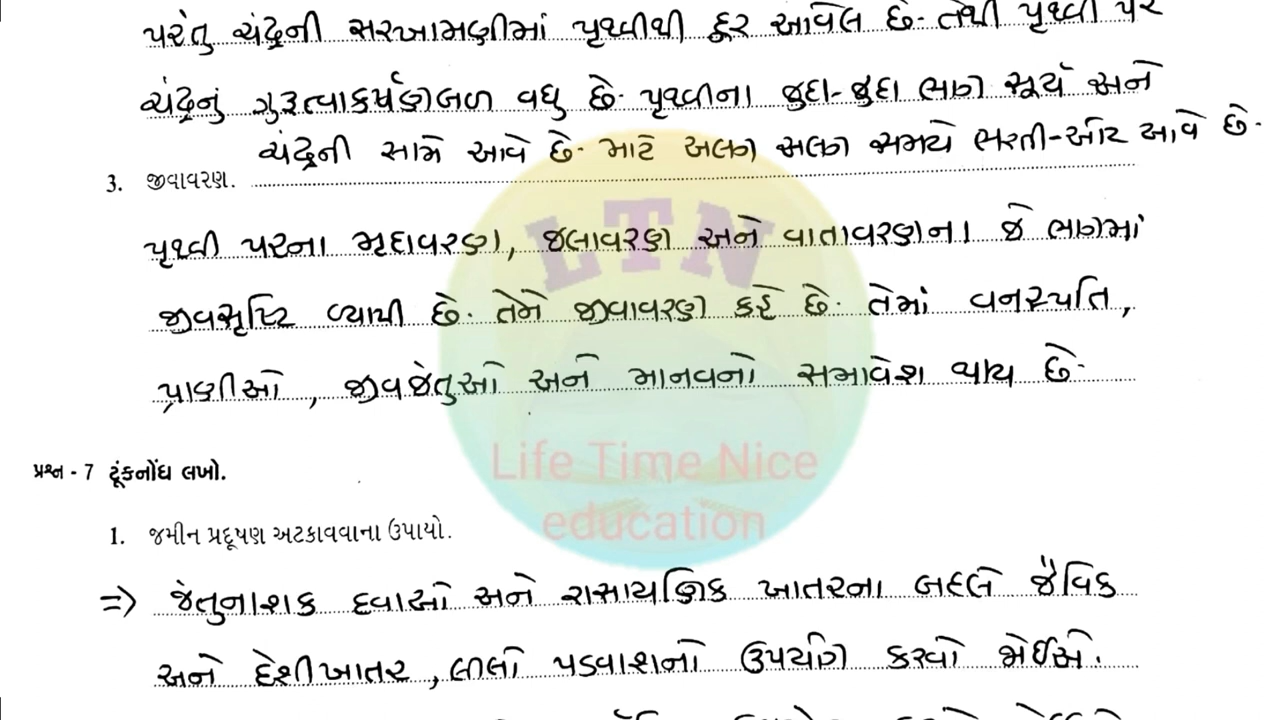 પરંતુ ચંદ્રની સરખામણીમાં પૃથ્વીથી દૂર આવેલ છે. તેથી પૃથ્વી પર
ચંદ્રનું ગુરુત્વાકર્ષણબળ વધુ છે. પૃથ્વીના જુદા-જુદા ભાગ સૂર્ય અને
ચંદ્રની સામે આવે છે. માટે અલગ અલગ સમયે ભરતી-ઓટ આવે છે.
3. જીવાવરણ.
પૃથ્વી પરના મૃદાવરણ, જલાવરણ અને વાતાવરણના જે ભાગમાં
જીવસૃષ્ટિ વ્યાપી છે. તેને જીવાવરણ કહે છે. તેમાં વનસ્પતિ,
પ્રાણીઓ, જીવજંતુઓ અને માનવનો સમાવેશ થાય છે.
LTN
Life Time Nice
education
પ્રશ્ન - 7 ટૂંકનોંધ લખો.
1. જમીન પ્રદૂષણ અટકાવવાના ઉપાયો.
=> જંતુનાશક દવાઓ અને રાસાયણિક ખાતરના બદલે જૈવિક
અને દેશીખાતર, લીલો પડવાશનો ઉપયોગ કરવો જોઈએ.